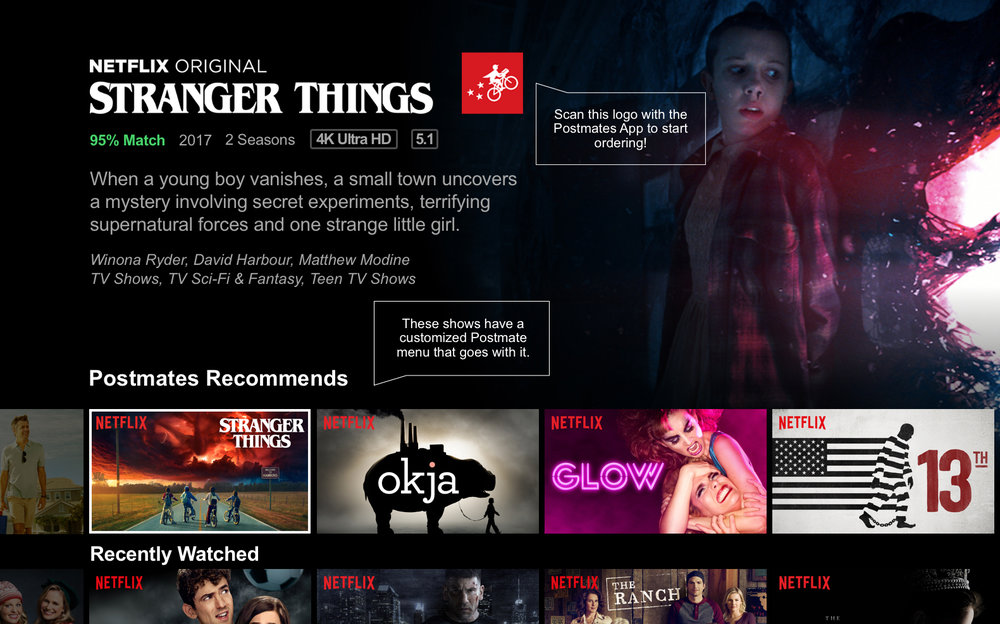 NETFLIX ORIGINAL
STRANGER THINGS
95% Match 2017 2 Seasons 4K Ultra HD 5.1
Scan this logo with the
Postmates App to start
ordering!
When a young boy vanishes, a small town uncovers
a mystery involving secret experiments, terrifying
supernatural forces and one strange little girl.
Winona Ryder, David Harbour, Matthew Modine
TV Shows, TV Sci-Fi & Fantasy, Teen TV Shows
These shows have a
customized Postmate
menu that goes with it.
Postmates Recommends
NETFLIX
STRANGER
THINGS
NETFLIX
okja
NETFLIX
GLOW
NETFLIX
13TH
Recently Watched
NETFLIX
NETFLIX
NETFLIX
THE
RANCH
NETFLIX
THE